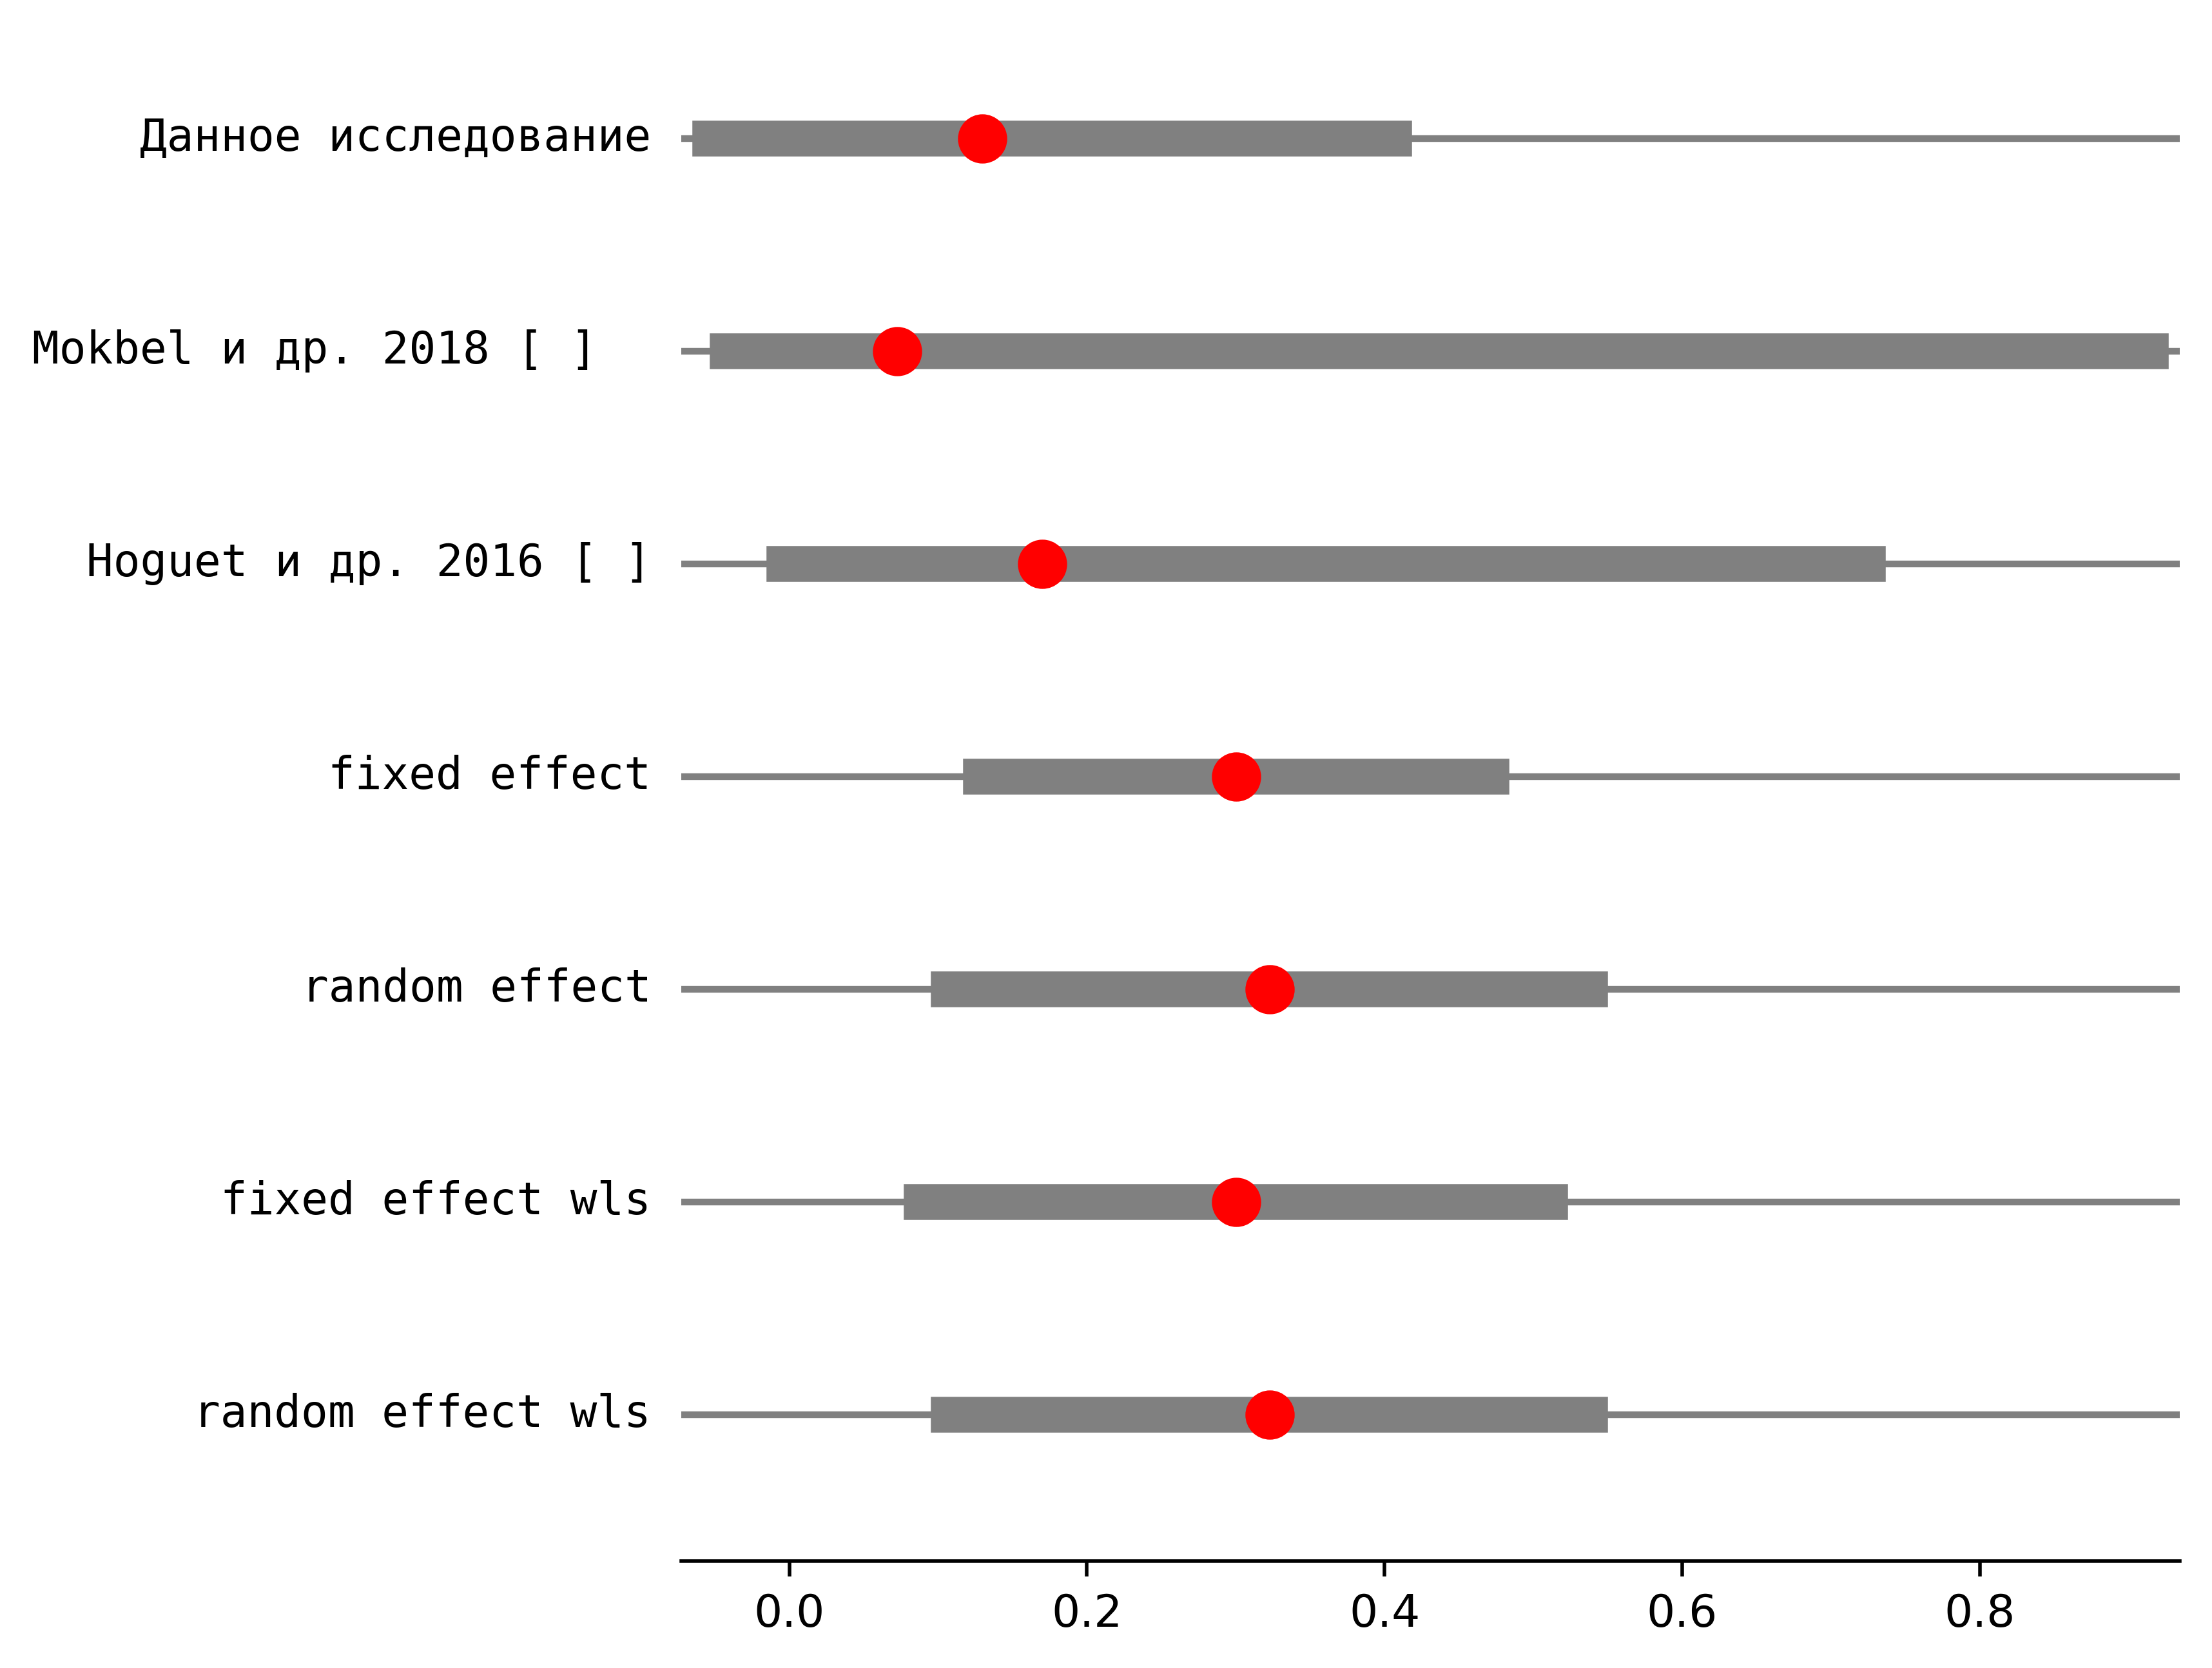 Данное исследование
Mokbel и др. 2018 [ ]
Hoguet и др. 2016 [ ]
fixed effect
random effect
fixed effect wls
random effect wls
0.0 0.2 0.4 0.6 0.8